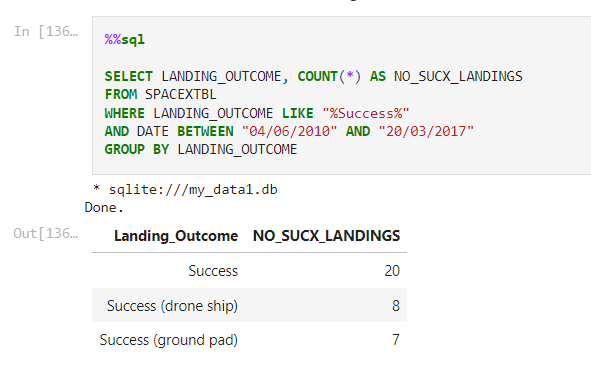 In [136…
%%sql
SELECT LANDING_OUTCOME, COUNT(*) AS NO_SUCX_LANDINGS
FROM SPACEXTBL
WHERE LANDING_OUTCOME LIKE "%Success%"
AND DATE BETWEEN "04/06/2010" AND "20/03/2017"
GROUP BY LANDING_OUTCOME
* sqlite:///my_data1.db
Done.
Out[136…
Landing_Outcome NO_SUCX_LANDINGS
Success 20
Success (drone ship) 8
Success (ground pad) 7